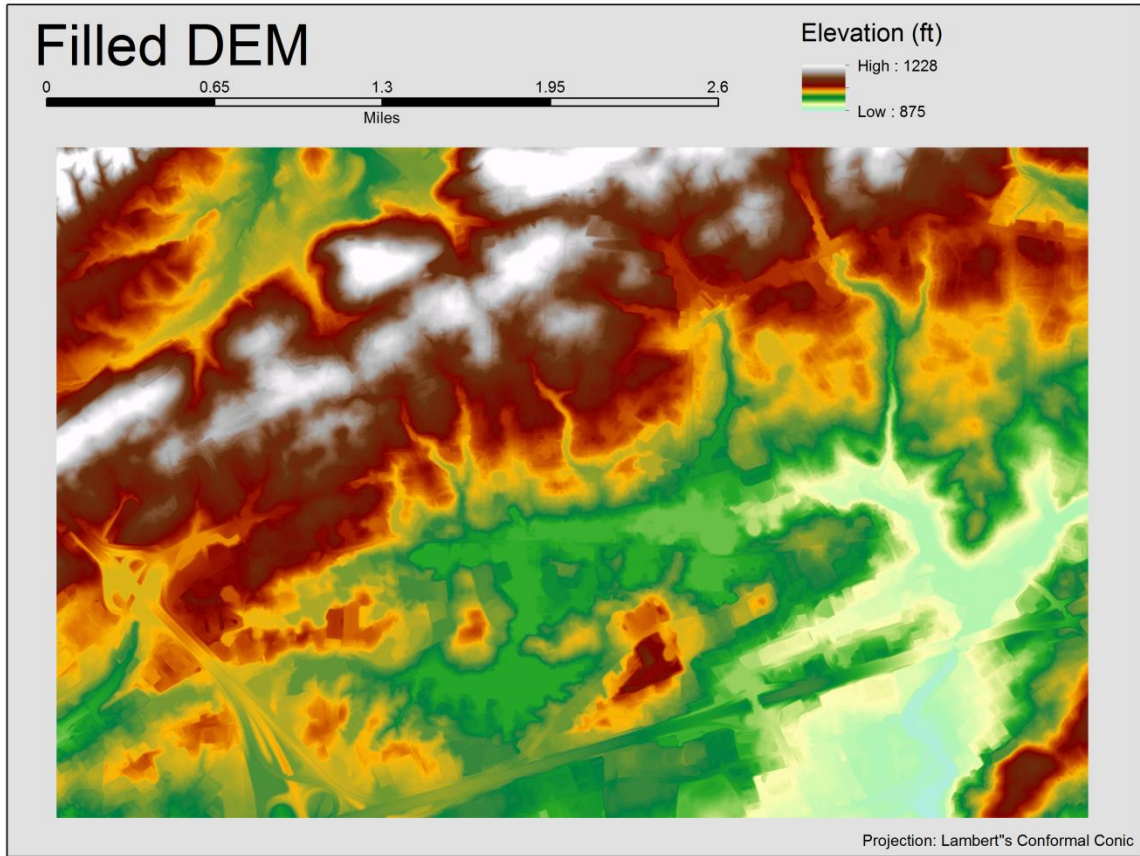 Filled DEM
0 0.65 1.3 1.95 2.6
Miles
Elevation (ft)
High : 1228
Low : 875
Projection: Lambert"s Conformal Conic